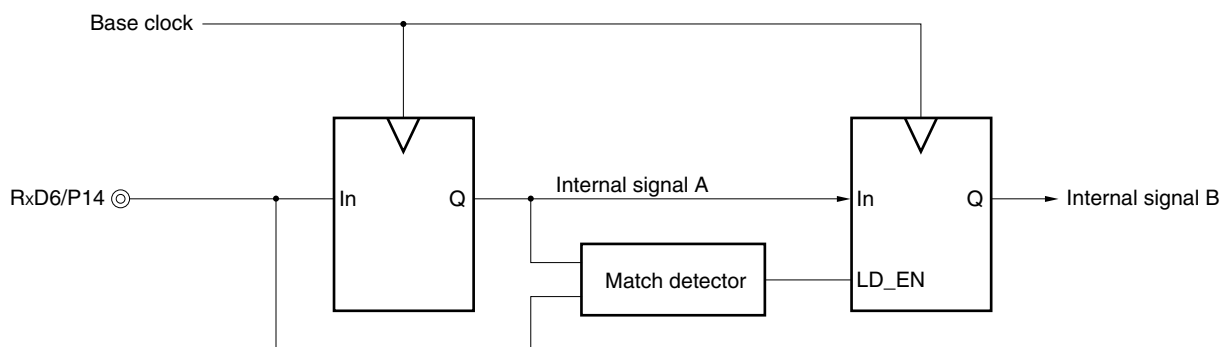 Base clock
RxD6/P14
In
Q
Internal signal A
In
Q
Internal signal B
Match detector
LD_EN